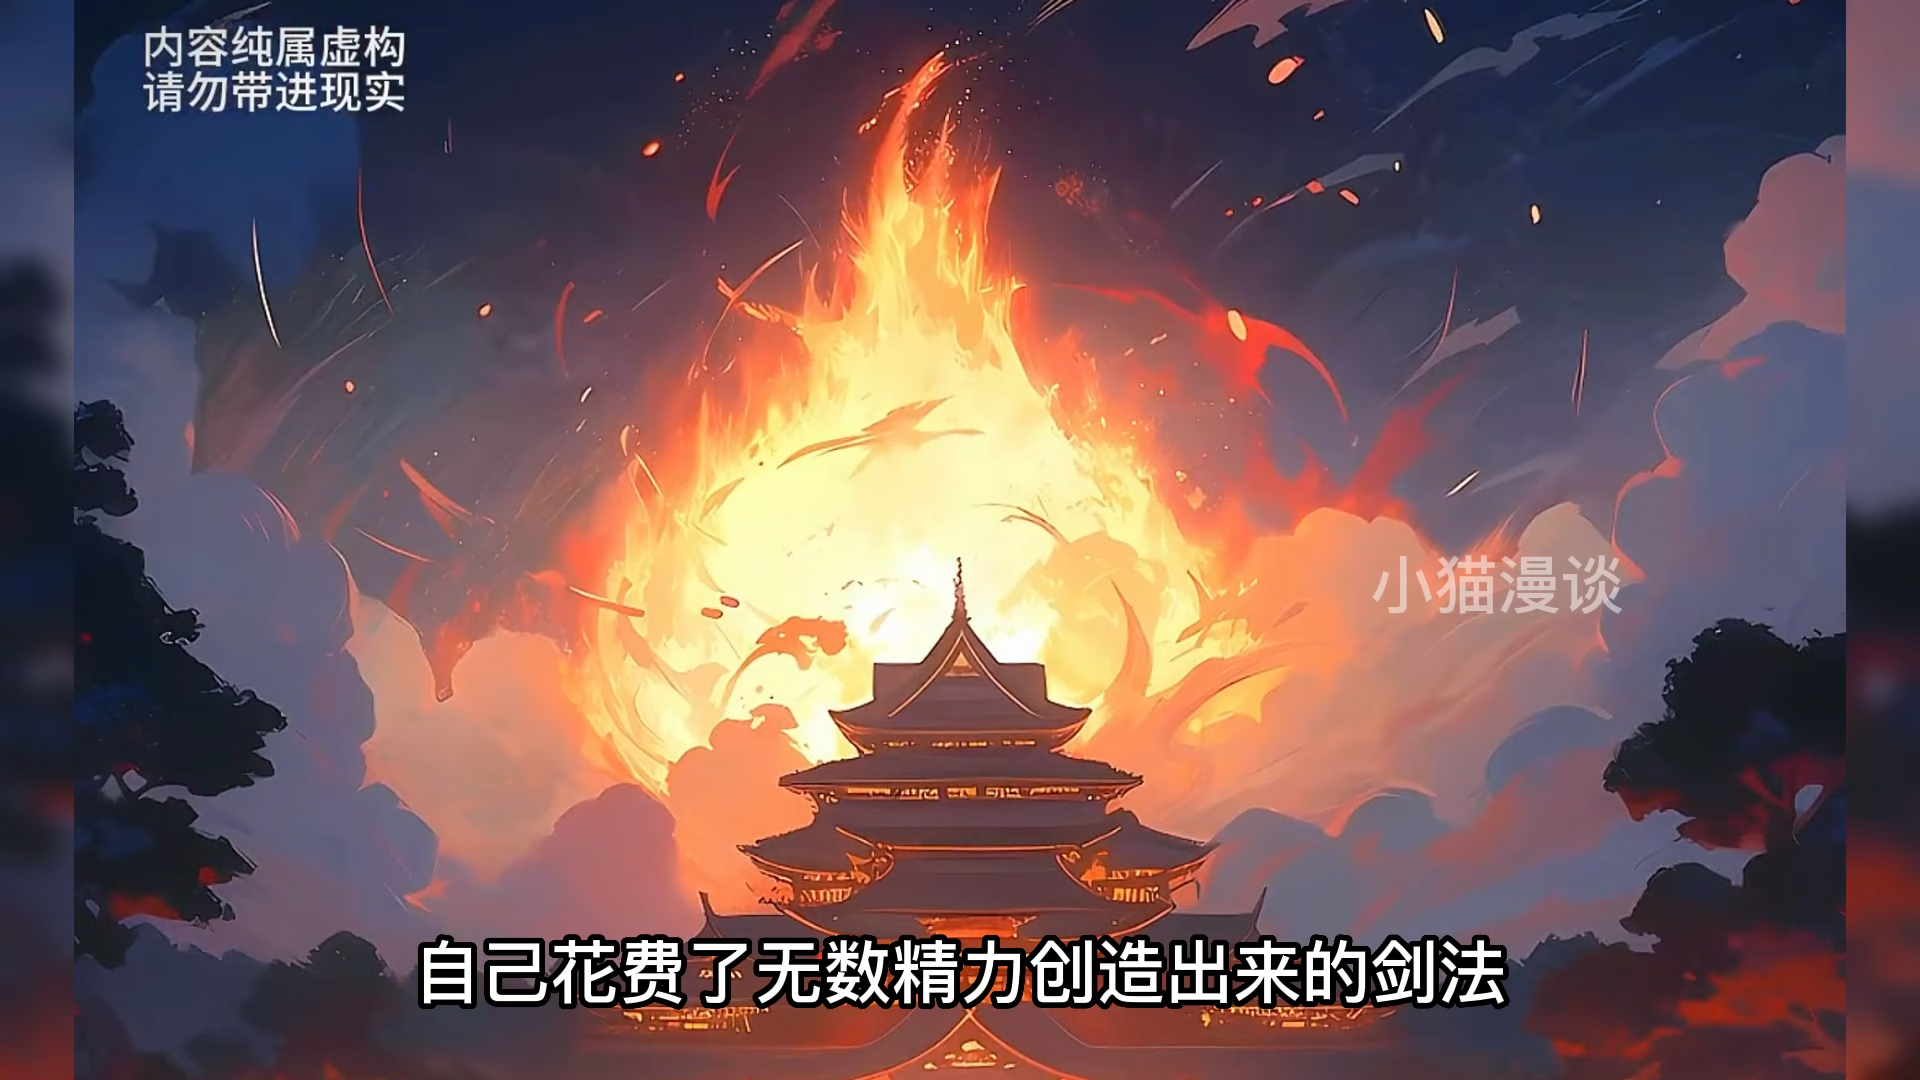 内容纯属虚构
请勿带进现实
小猫漫谈
自己花费了无数精力创造出来的剑法